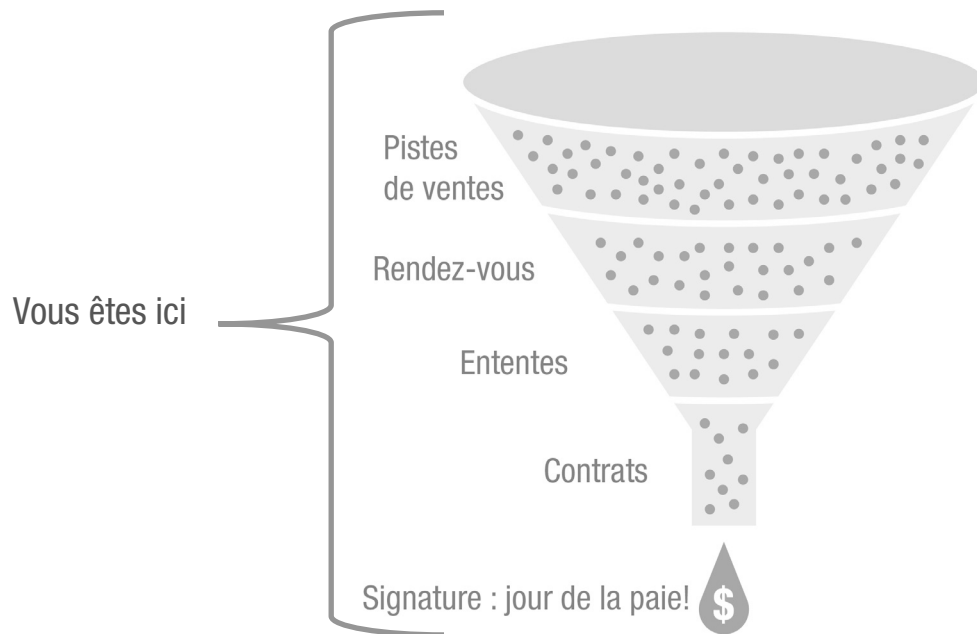 Pistes
de ventes
Rendez-vous
Vous êtes ici
Ententes
Contrats
Signature : jour de la paie!
$